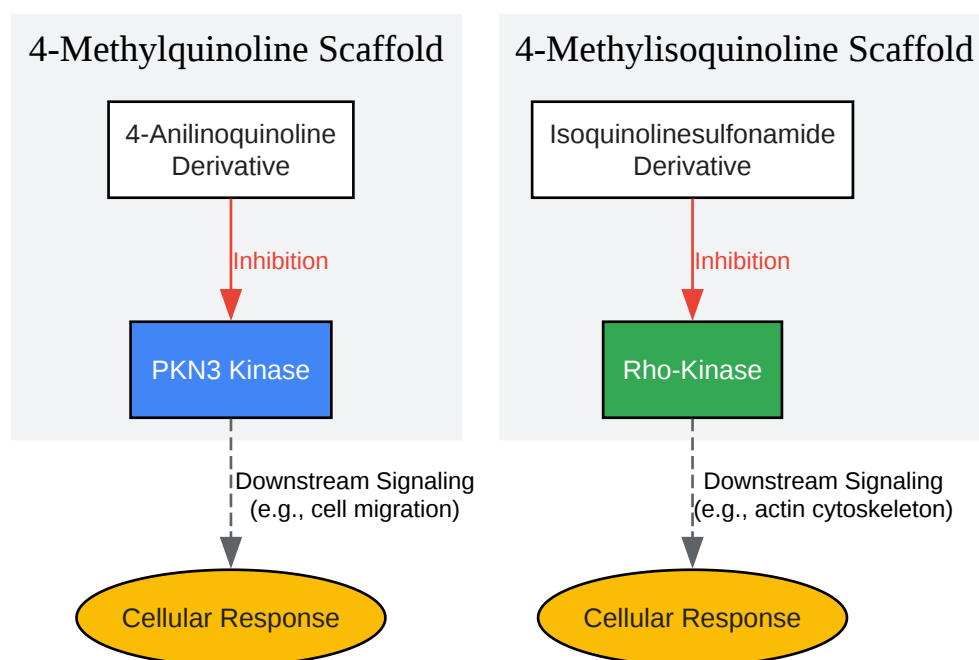 4-Methylquinoline Scaffold
4-Anilinoquinoline
Derivative
Inhibition
PKN3 Kinase
Downstream Signaling
(e.g., cell migration)
Cellular Response
4-Methylisoquinoline Scaffold
Isoquinolinesulfonamide
Derivative
Inhibition
Rho-Kinase
Downstream Signaling
(e.g., actin cytoskeleton)
Cellular Response